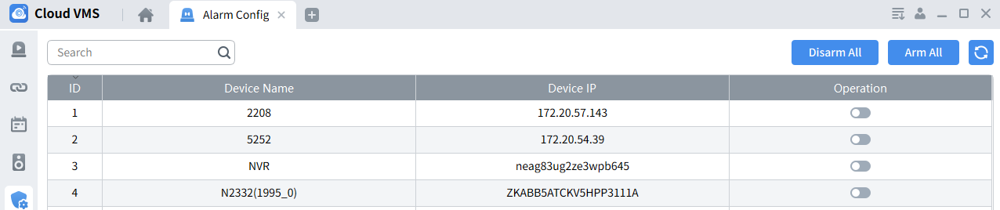 Cloud VMS
Alarm Config
Search
Disarm All
Arm All
ID Device Name Device IP Operation
1 2208 172.20.57.143
2 5252 172.20.54.39
3 NVR neag83ug2ze3wpb645
4 N2332(1995_0) ZKABB5ATCKV5HPP3111A